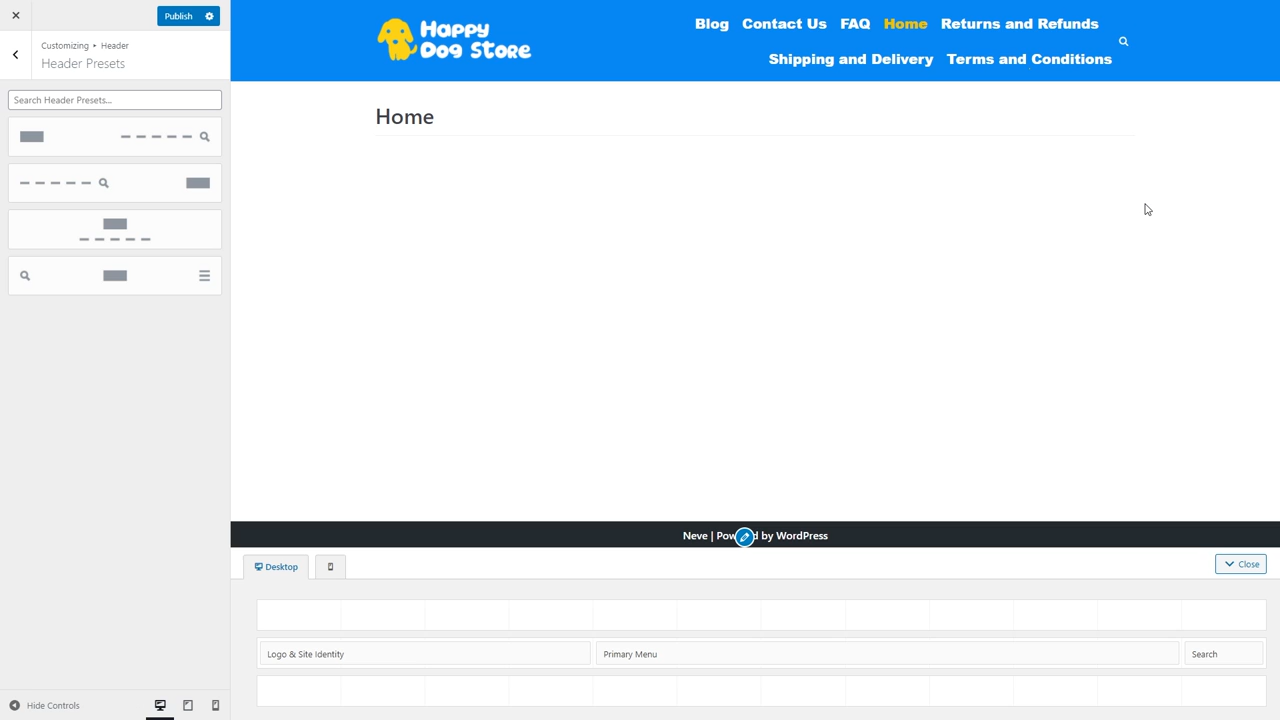 Publish
Customizing ▸ Header
Header Presets
Search Header Presets...
Hide Controls
Happy
Dog Store
Blog Contact Us FAQ Home Returns and Refunds
Shipping and Delivery Terms and Conditions
Home
Neve | Pow d by WordPress
Desktop
Close
Logo & Site Identity
Primary Menu
Search